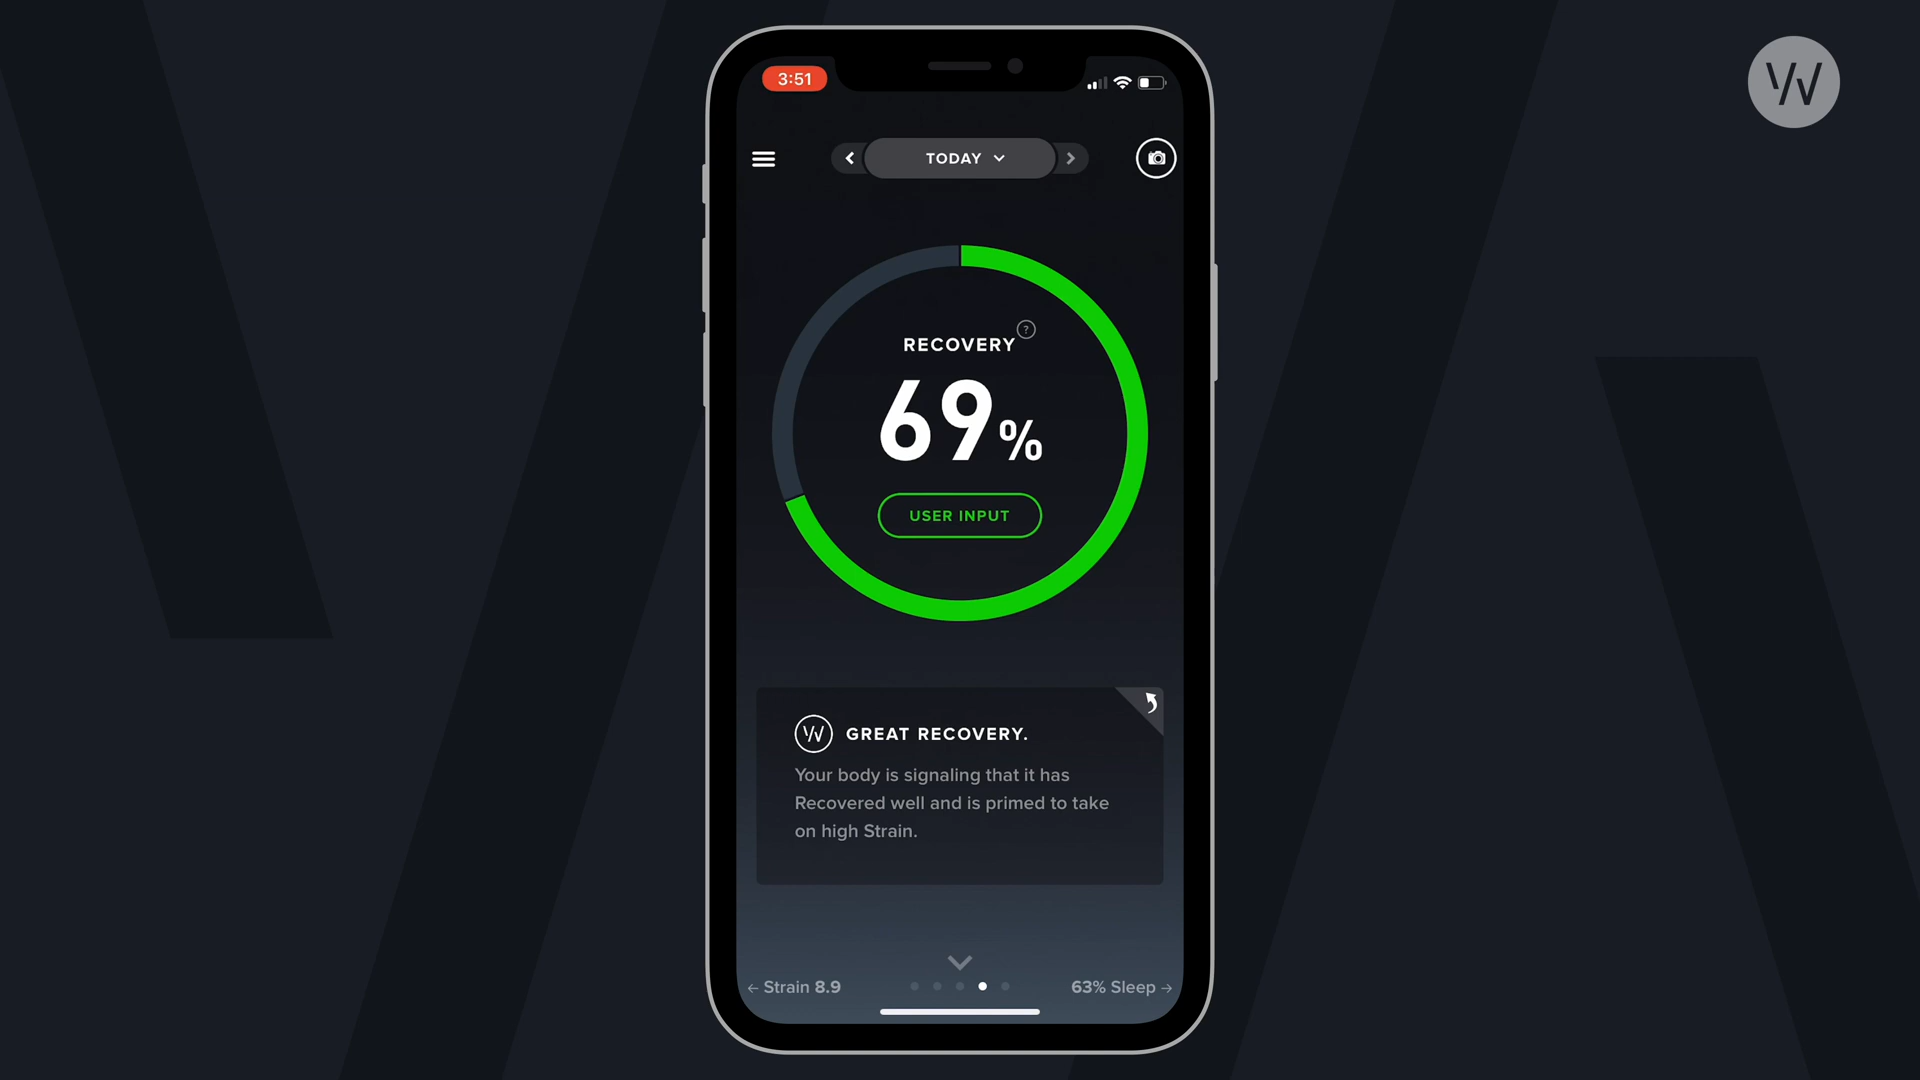 3:51
TODAY
RECOVERY ?
69%
USER INPUT
GREAT RECOVERY.
Your body is signaling that it has
Recovered well and is primed to take
on high Strain.
← Strain 8.9
63% Sleep →